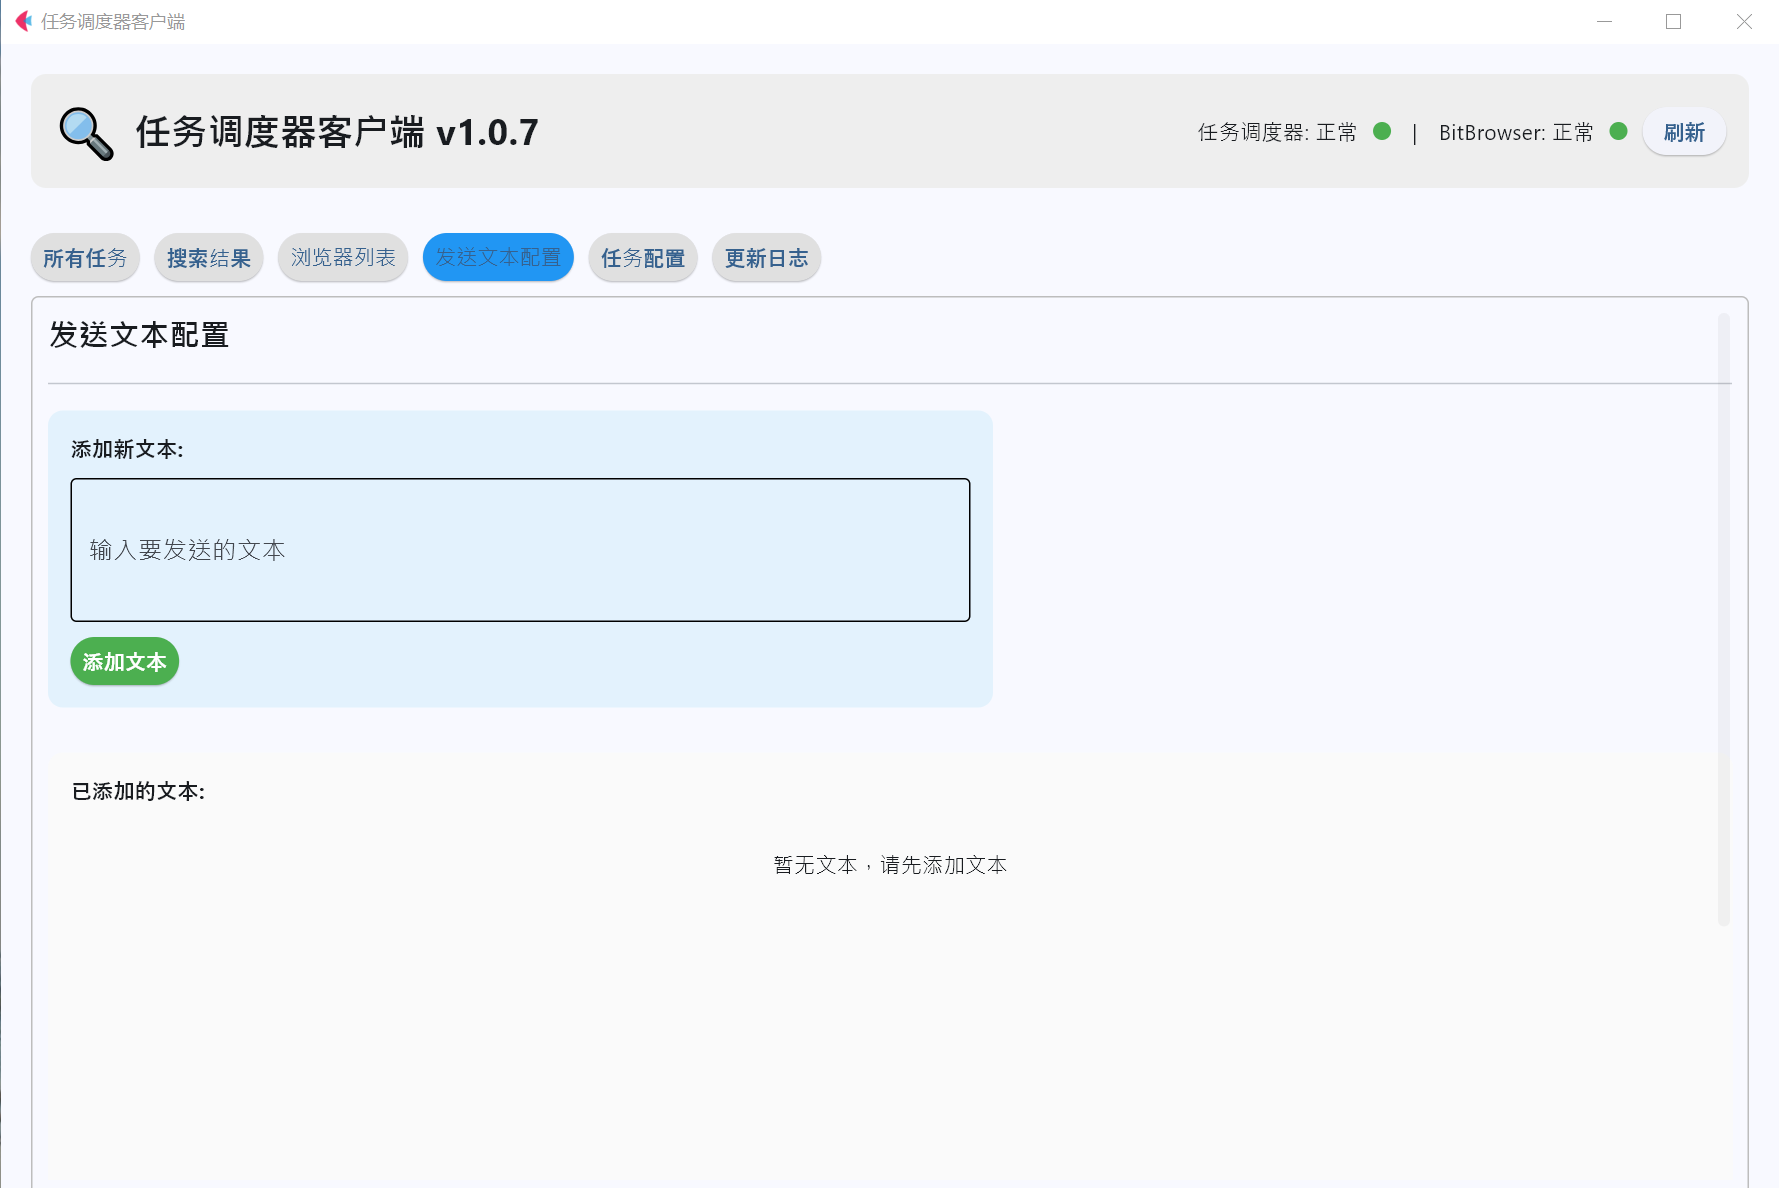 任务调度器客户端
任务调度器客户端 v1.0.7
任务调度器: 正常 | BitBrowser: 正常 刷新
所有任务 搜索结果 浏览器列表 发送文本配置 任务配置 更新日志
发送文本配置
添加新文本:
输入要发送的文本
添加文本
已添加的文本:
暂无文本，请先添加文本